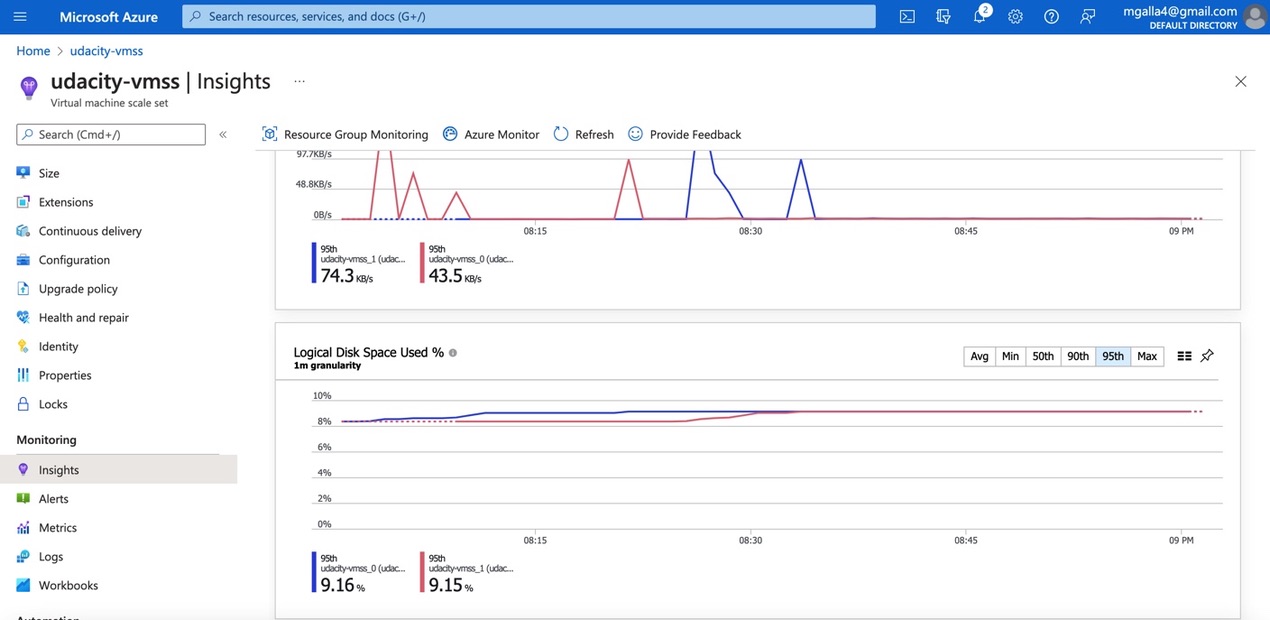 Microsoft Azure
Search resources, services, and docs (G+/)
2
mgalla4@gmail.com
DEFAULT DIRECTORY
Home > udacity-vmss
udacity-vmss | Insights ...
Virtual machine scale set
Search (Cmd+/)
«
Resource Group Monitoring
Azure Monitor
Refresh
Provide Feedback
Size
Extensions
Continuous delivery
Configuration
Upgrade policy
Health and repair
Identity
Properties
Locks
Monitoring
Insights
Alerts
Metrics
Logs
Workbooks
Automation
97.7KB/s
48.8KB/s
0B/s
08:15 08:30 08:45 09 PM
95th 95th
udacity-vmss_1 (udac... udacity-vmss_0 (udac...
74.3 KB/s 43.5 KB/s
Logical Disk Space Used %
1m granularity
Avg Min 50th 90th 95th Max
10%
8%
6%
4%
2%
0%
08:15 08:30 08:45 09 PM
95th 95th
udacity-vmss_0 (udac... udacity-vmss_1 (udac...
9.16 % 9.15 %